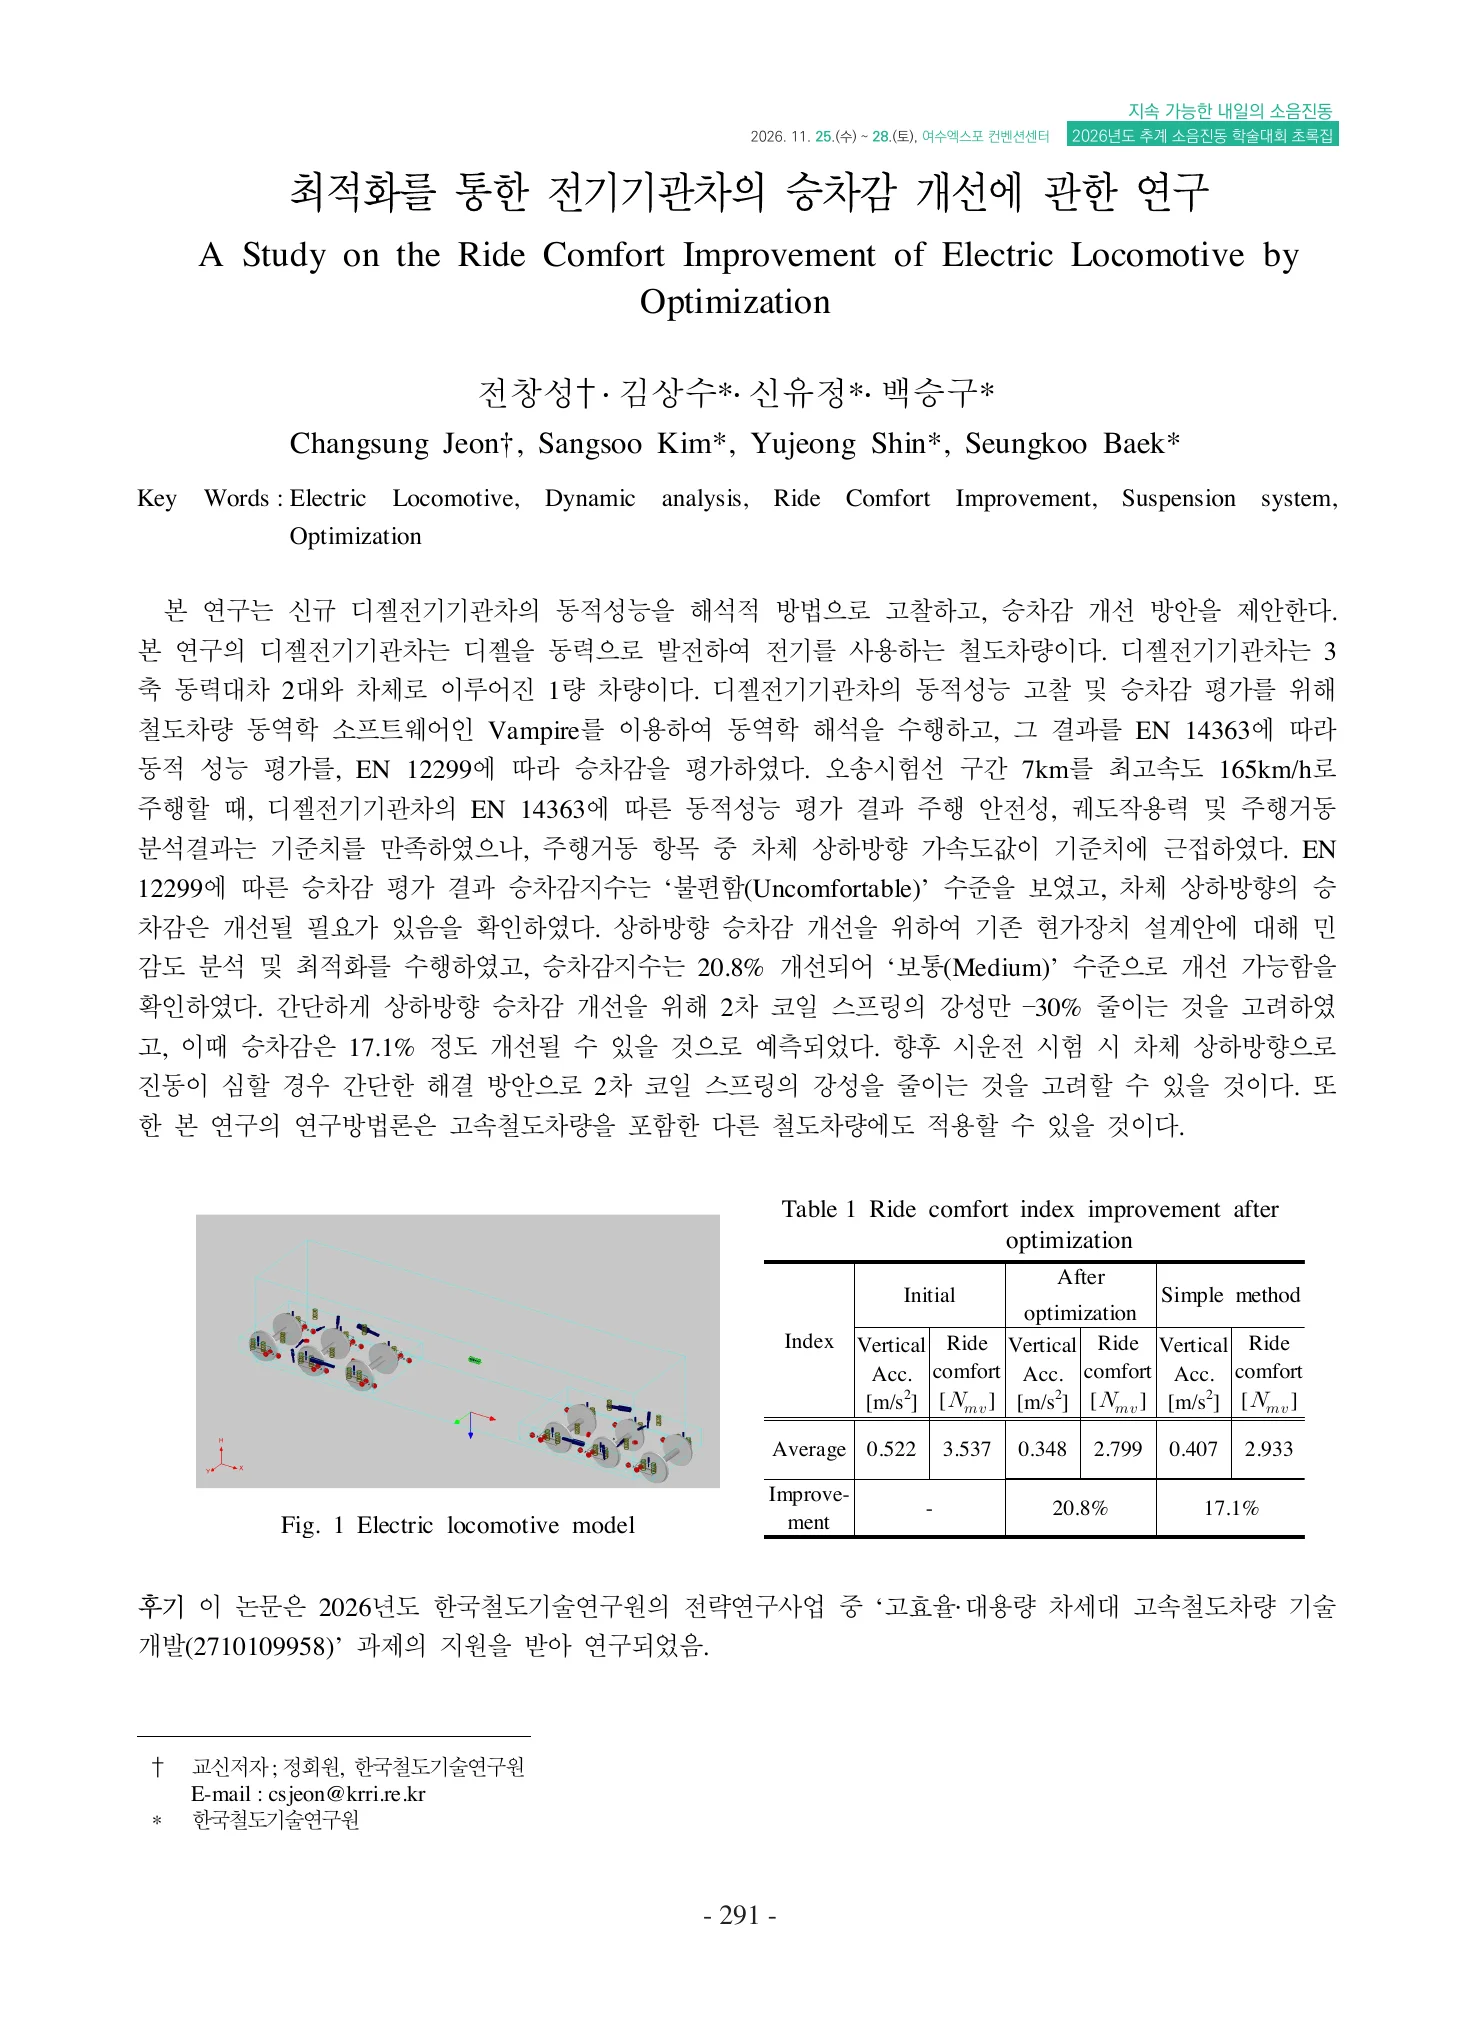 지속 가능한 내일의 소음진동
2026. 11. 25.(수) ~ 28.(토), 여수엑스포 컨벤션센터 2026년도 추계 소음진동 학술대회 초록집
최적화를 통한 전기기관차의 승차감 개선에 관한 연구
A Study on the Ride Comfort Improvement of Electric Locomotive by
Optimization
전창성†· 김상수*· 신유정*· 백승구*
Changsung Jeon†, Sangsoo Kim*, Yujeong Shin*, Seungkoo Baek*
Key Words : Electric Locomotive, Dynamic analysis, Ride Comfort Improvement, Suspension system,
Optimization
본 연구는 신규 디젤전기기관차의 동적성능을 해석적 방법으로 고찰하고, 승차감 개선 방안을 제안한다.
본 연구의 디젤전기기관차는 디젤을 동력으로 발전하여 전기를 사용하는 철도차량이다. 디젤전기기관차는 3
축 동력대차 2대와 차체로 이루어진 1량 차량이다. 디젤전기기관차의 동적성능 고찰 및 승차감 평가를 위해
철도차량 동역학 소프트웨어인 Vampire를 이용하여 동역학 해석을 수행하고, 그 결과를 EN 14363에 따라
동적 성능 평가를, EN 12299에 따라 승차감을 평가하였다. 오송시험선 구간 7km를 최고속도 165km/h로
주행할 때, 디젤전기기관차의 EN 14363에 따른 동적성능 평가 결과 주행 안전성, 궤도작용력 및 주행거동
분석결과는 기준치를 만족하였으나, 주행거동 항목 중 차체 상하방향 가속도값이 기준치에 근접하였다. EN
12299에 따른 승차감 평가 결과 승차감지수는 ‘불편함(Uncomfortable)’ 수준을 보였고, 차체 상하방향의 승
차감은 개선될 필요가 있음을 확인하였다. 상하방향 승차감 개선을 위하여 기존 현가장치 설계안에 대해 민
감도 분석 및 최적화를 수행하였고, 승차감지수는 20.8% 개선되어 ‘보통(Medium)’ 수준으로 개선 가능함을
확인하였다. 간단하게 상하방향 승차감 개선을 위해 2차 코일 스프링의 강성만 −30% 줄이는 것을 고려하였
고, 이때 승차감은 17.1% 정도 개선될 수 있을 것으로 예측되었다. 향후 시운전 시험 시 차체 상하방향으로
진동이 심할 경우 간단한 해결 방안으로 2차 코일 스프링의 강성을 줄이는 것을 고려할 수 있을 것이다. 또
한 본 연구의 연구방법론은 고속철도차량을 포함한 다른 철도차량에도 적용할 수 있을 것이다.
Fig. 1 Electric locomotive model
Table 1 Ride comfort index improvement after
optimization
Index Initial After optimization Simple method
Vertical Acc. [m/s²] Ride comfort [N_mv] Vertical Acc. [m/s²] Ride comfort [N_mv] Vertical Acc. [m/s²] Ride comfort [N_mv]
Average 0.522 3.537 0.348 2.799 0.407 2.933
Improve-ment - 20.8% 17.1%
후기 이 논문은 2026년도 한국철도기술연구원의 전략연구사업 중 ‘고효율·대용량 차세대 고속철도차량 기술
개발(2710109958)’ 과제의 지원을 받아 연구되었음.
† 교신저자 ; 정회원, 한국철도기술연구원
E-mail : csjeon@krri.re.kr
* 한국철도기술연구원
- 291 -